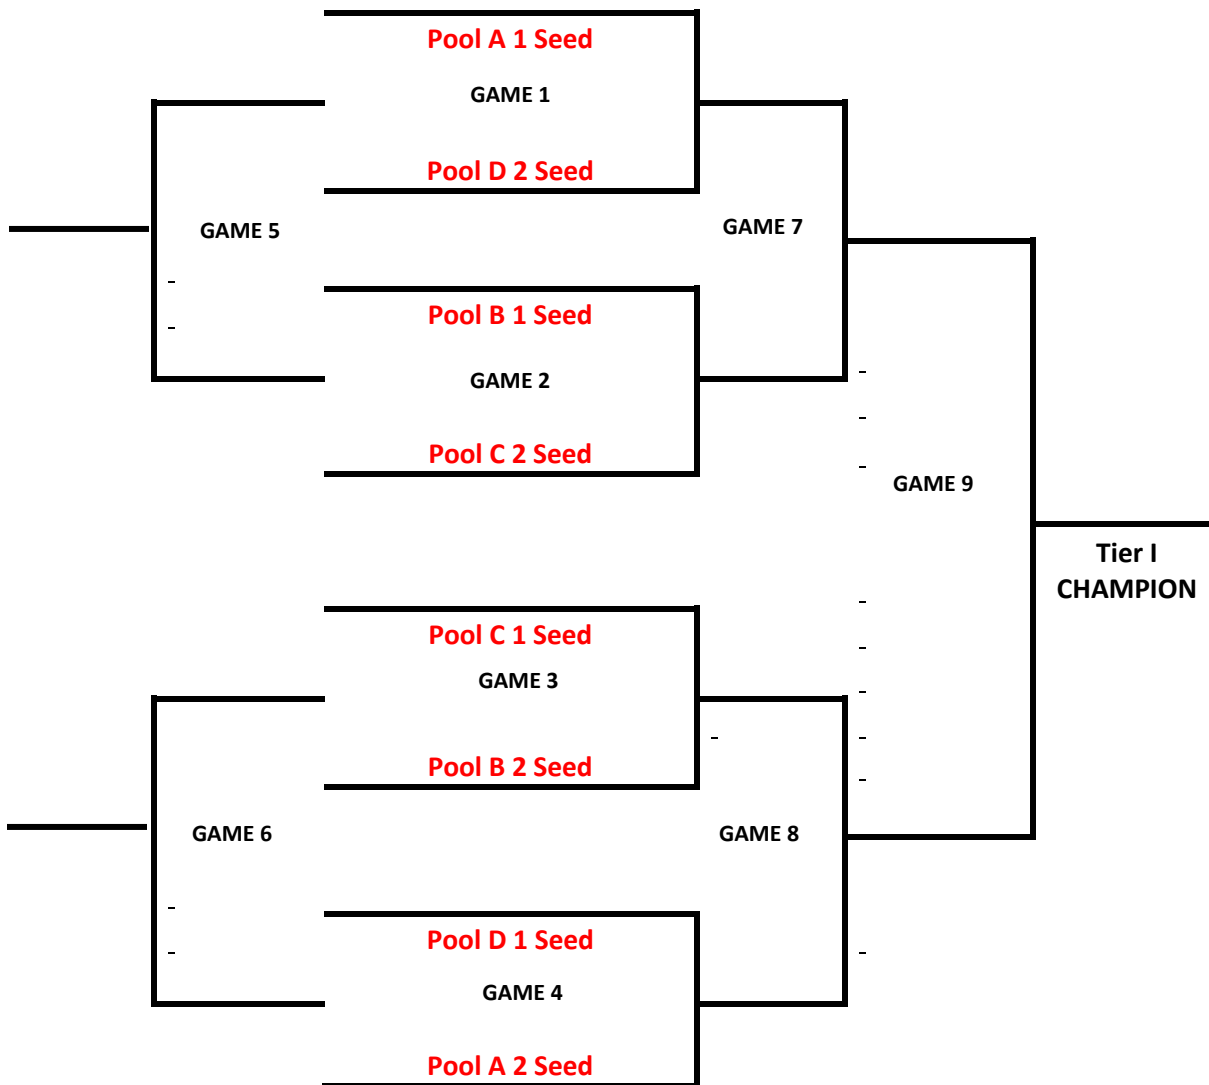 Pool A 1 Seed
GAME 1
Pool D 2 Seed
GAME 5
GAME 7
Pool B 1 Seed
GAME 2
Pool C 2 Seed
GAME 9
Tier I
CHAMPION
Pool C 1 Seed
GAME 3
Pool B 2 Seed
GAME 6
GAME 8
Pool D 1 Seed
GAME 4
Pool A 2 Seed